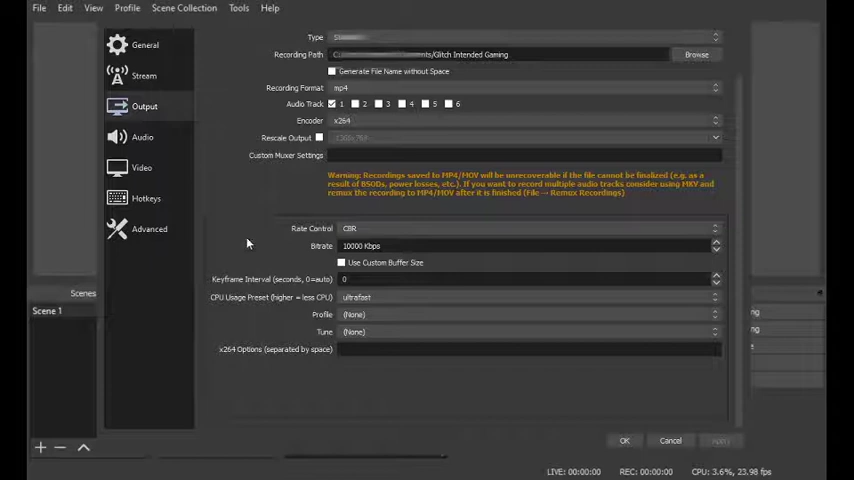 File Edit View Profile Scene Collection Tools Help
General
Stream
Output
Audio
Video
Hotkeys
Advanced
Type
Recording Path /Glitch Intended Gaming Browse
Generate File Name without Space
Recording Format mp4
Audio Track 1 2 3 4 5 6
Encoder x264
Rescale Output
Custom Muxer Settings
Warning: Recordings saved to MP4/MOV will be unrecoverable if the file cannot be finalized (e.g. as a
result of BSODs, power losses, etc.). If you want to record multiple audio tracks consider using MKV and
remux the recording to MP4/MOV after it is finished (File → Remux Recordings)
Rate Control CBR
Bitrate 10000 Kbps
Use Custom Buffer Size
Keyframe Interval (seconds, 0=auto) 0
CPU Usage Preset (higher = less CPU) ultrafast
Profile (None)
Tune (None)
x264 Options (separated by space)
Scenes
Scene 1
OK Cancel Apply
LIVE: 00:00:00 REC: 00:00:00 CPU: 3.6%, 23.98 fps